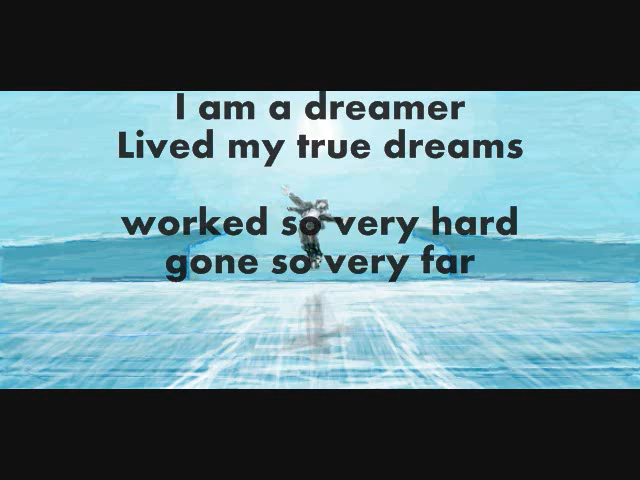 I am a dreamer
Lived my true dreams
worked so very hard
gone so very far